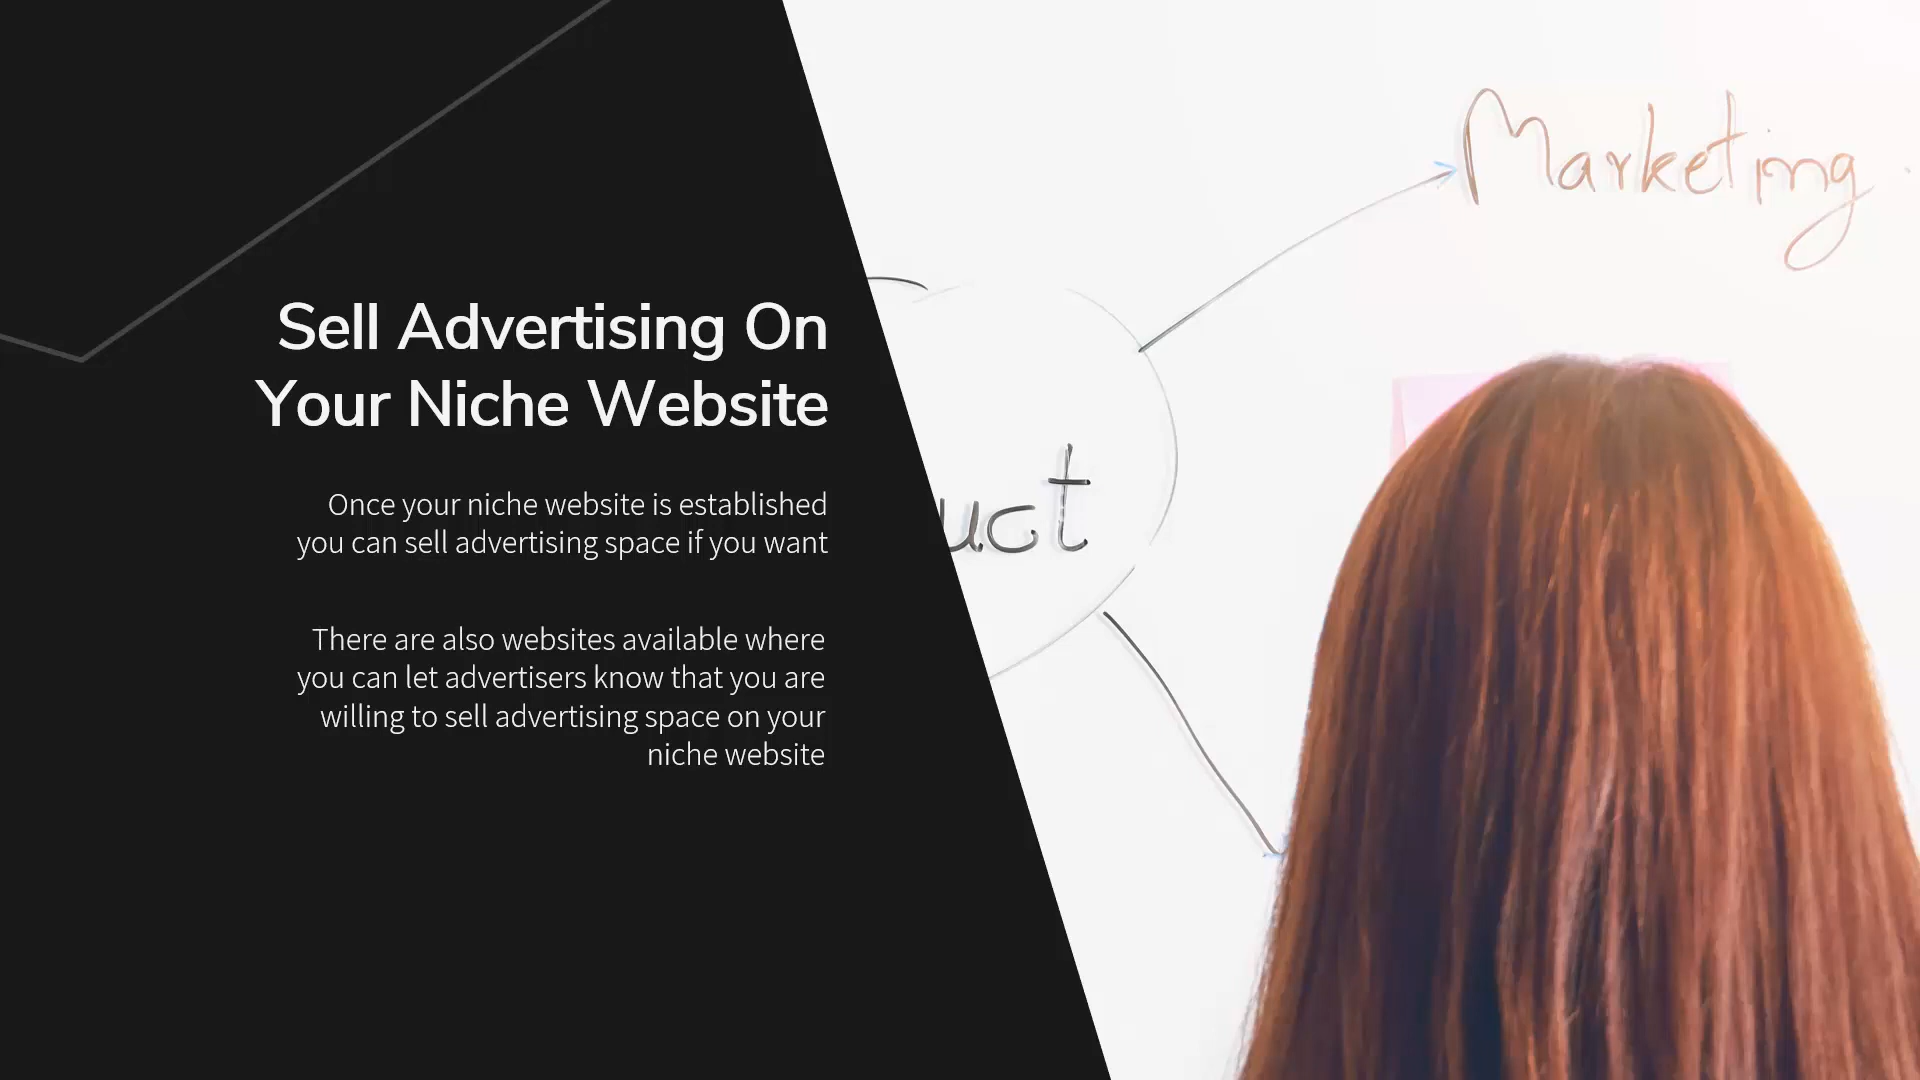 Sell Advertising On
Your Niche Website
Once your niche website is established
you can sell advertising space if you want
There are also websites available where
you can let advertisers know that you are
willing to sell advertising space on your
niche website
Marketing
uct